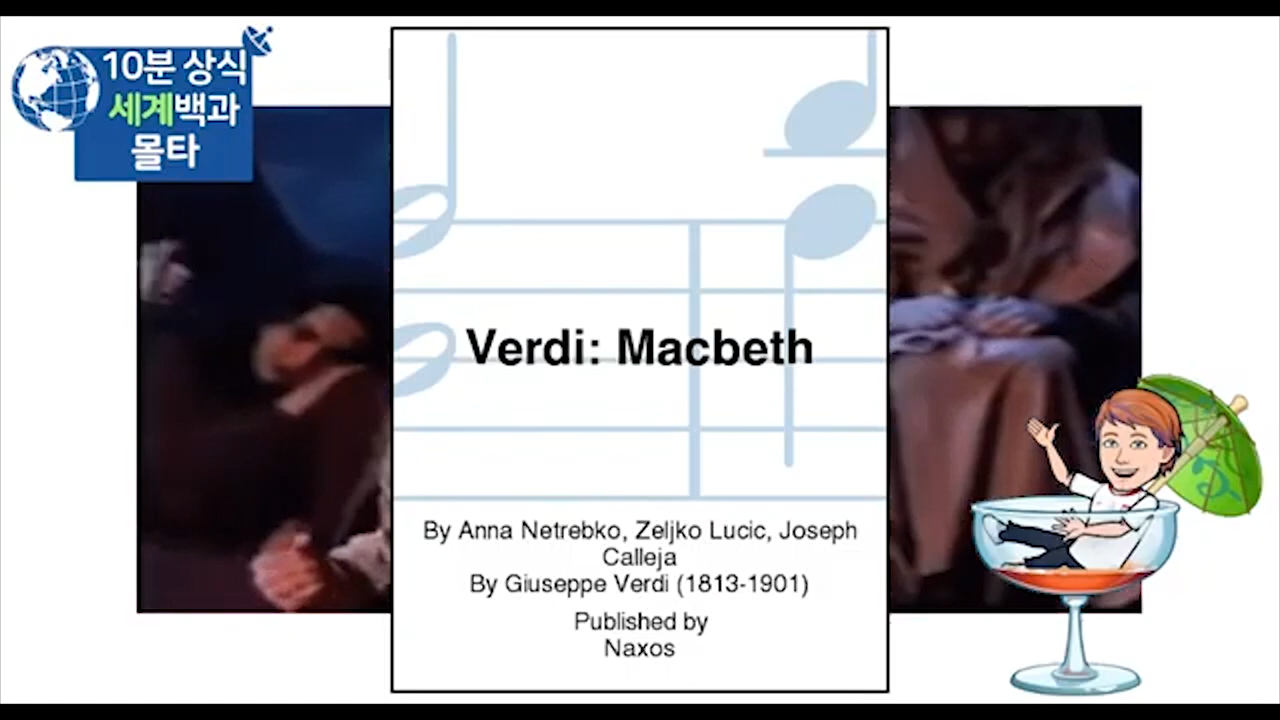 10분 상식
세계백과
몰타
Verdi: Macbeth
By Anna Netrebko, Zeljko Lucic, Joseph
Calleja
By Giuseppe Verdi (1813-1901)
Published by
Naxos